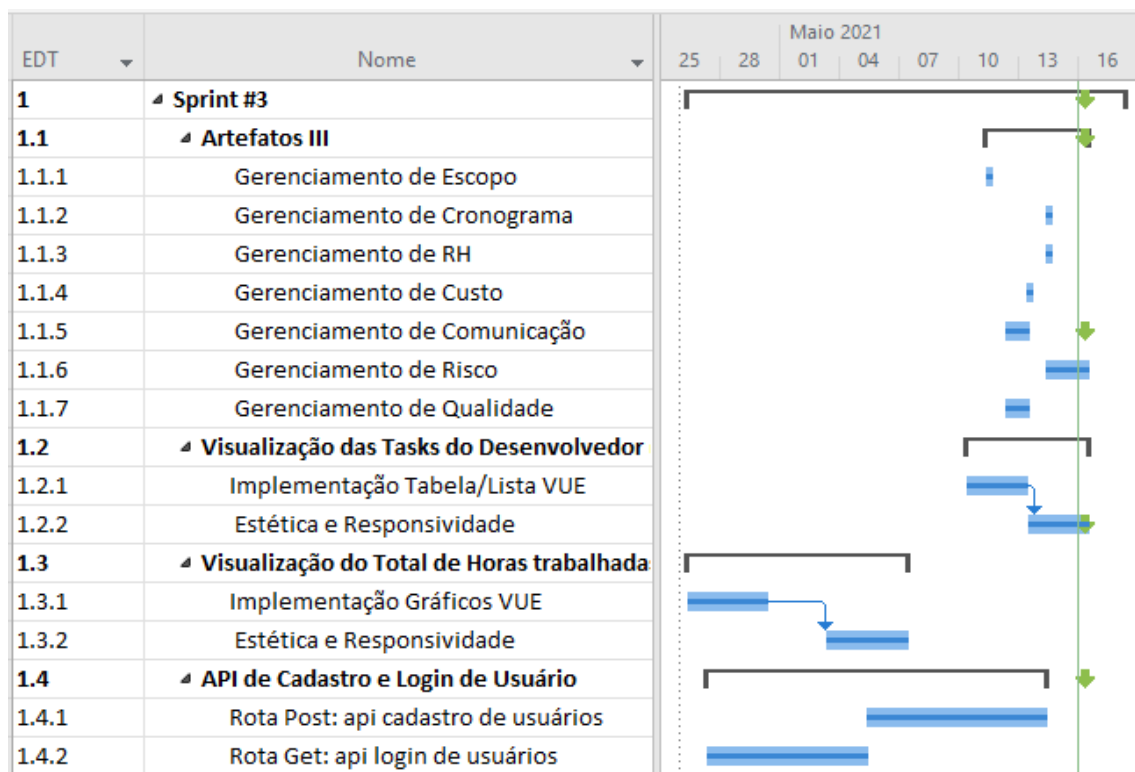 Maio 2021
EDT Nome 25 28 01 04 07 10 13 16
1 Sprint #3
1.1 Artefatos III
1.1.1 Gerenciamento de Escopo
1.1.2 Gerenciamento de Cronograma
1.1.3 Gerenciamento de RH
1.1.4 Gerenciamento de Custo
1.1.5 Gerenciamento de Comunicação
1.1.6 Gerenciamento de Risco
1.1.7 Gerenciamento de Qualidade
1.2 Visualização das Tasks do Desenvolvedor
1.2.1 Implementação Tabela/Lista VUE
1.2.2 Estética e Responsividade
1.3 Visualização do Total de Horas trabalhada
1.3.1 Implementação Gráficos VUE
1.3.2 Estética e Responsividade
1.4 API de Cadastro e Login de Usuário
1.4.1 Rota Post: api cadastro de usuários
1.4.2 Rota Get: api login de usuários